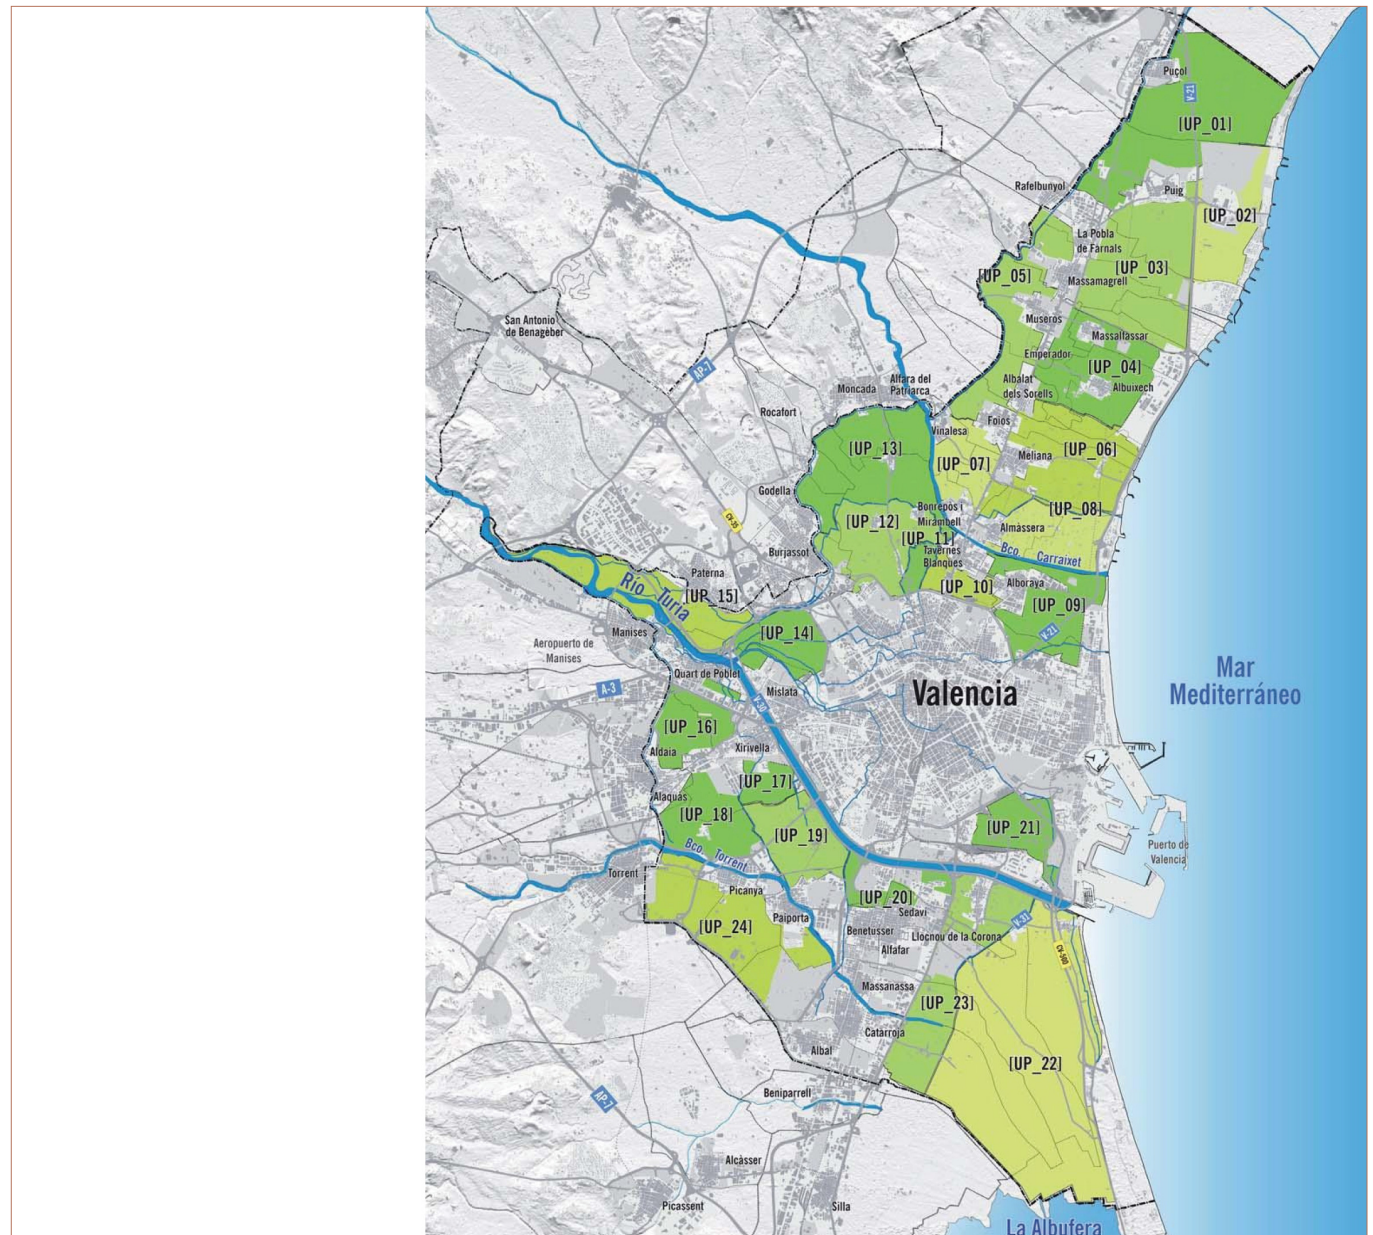 Puçol
V-21
[UP_01]
Rafelbunyol
Puig
[UP_02]
La Pobla
de Farnals
[UP_03]
[UP_05]
Massamagrell
Museros
San Antonio
de Benagéber
Massalfassar
Emperador
AP-7
[UP_04]
Albuixech
Albalat
dels Sorells
Alfara del
Patriarca
Moncada
Rocafort
Foios
Vinalesa
[UP_13]
[UP_06]
Meliana
[UP_07]
Godella
Bonrepòs i
Mirambell
[UP_08]
CV-35
[UP_12]
Almàssera
[UP_11]
Tavernes
Blanques
Bco. Carraixet
Burjassot
Paterna
Río Turia
[UP_15]
[UP_10]
Alboraya
[UP_09]
V-21
[UP_14]
Manises
Aeropuerto de
Manises
Quart de Poblet
Mislata
A-3
V-30
Valencia
Mar
Mediterráneo
[UP_16]
Aldaia
Xirivella
[UP_17]
Alaquas
[UP_18]
[UP_19]
[UP_21]
Bco. Torrent
Puerto de
Valencia
Torrent
Picanya
[UP_20]
Sedaví
Paiporta
[UP_24]
Benetusser
V-31
Llocnou de la Corona
Alfafar
CV-500
Massanassa
[UP_23]
Catarroja
Albal
[UP_22]
Beniparrell
AP-7
Alcàsser
Picassent
Silla
La Albufera